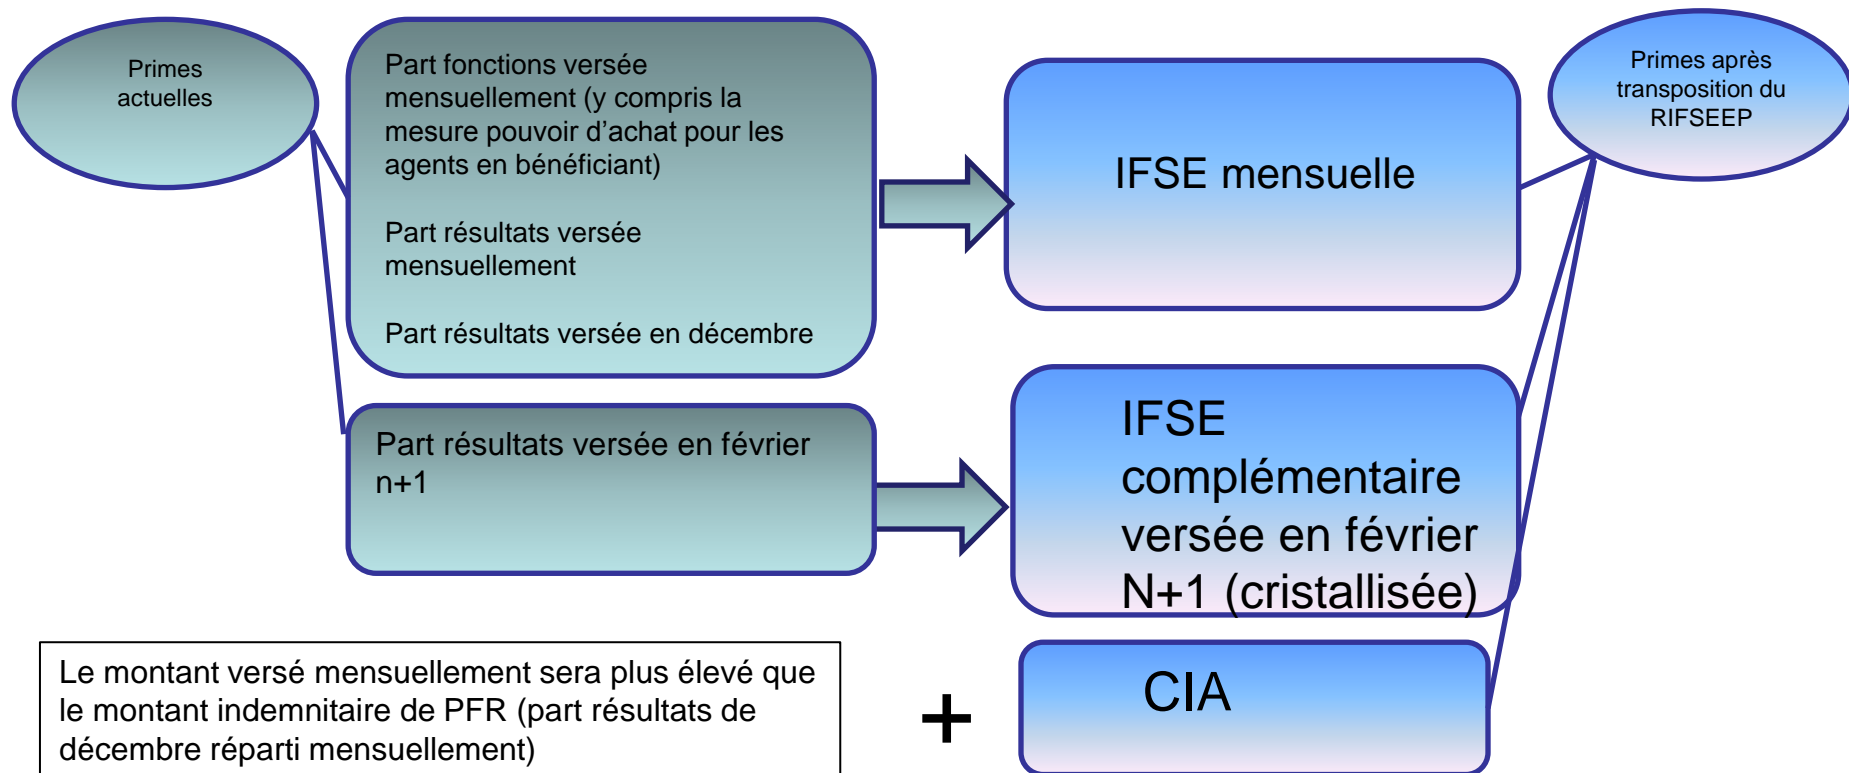 Primes
actuelles
Part fonctions versée
mensuellement (y compris la
mesure pouvoir d’achat pour les
agents en bénéficiant)
Part résultats versée
mensuellement
Part résultats versée en décembre
IFSE mensuelle
Primes après
transposition du
RIFSEEP
Part résultats versée en février
n+1
IFSE
complémentaire
versée en février
N+1 (cristallisée)
Le montant versé mensuellement sera plus élevé que
le montant indemnitaire de PFR (part résultats de
décembre réparti mensuellement)
+
CIA